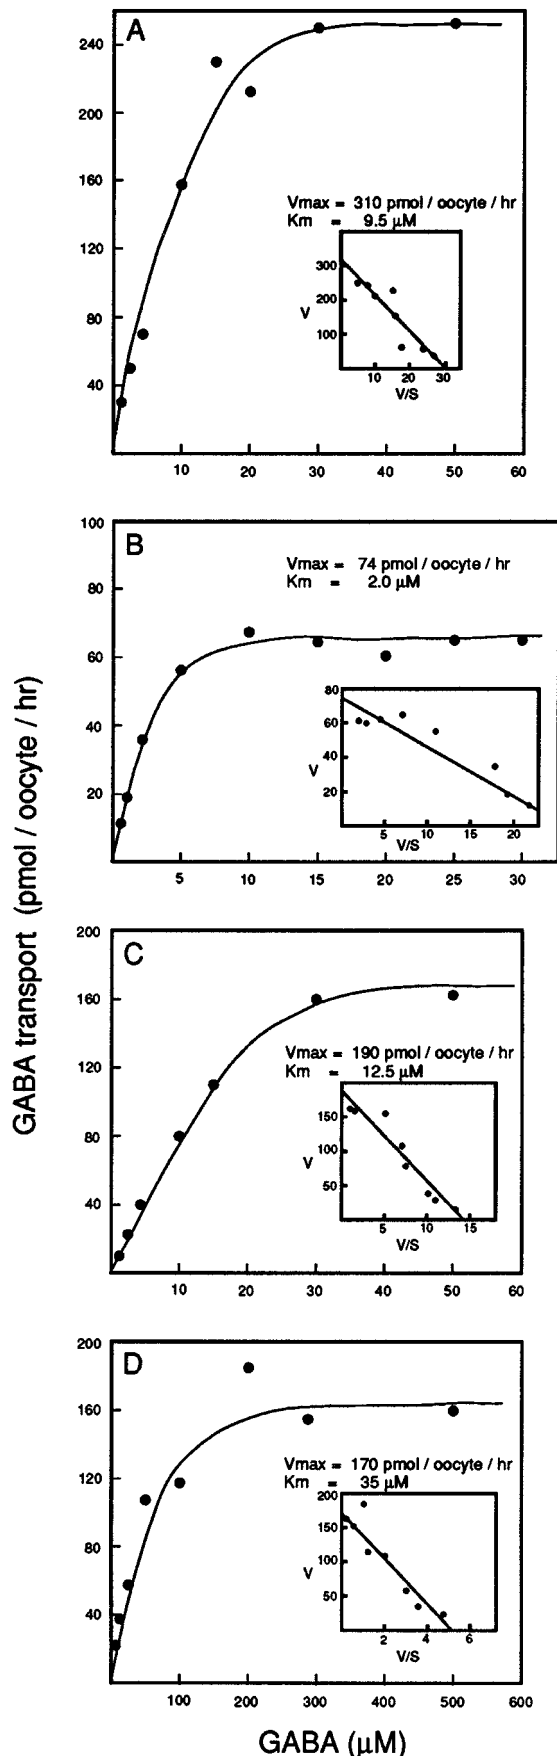 A
240
200
160
120
80
40
Vmax = 310 pmol / oocyte / hr
Km = 9.5 µM
300
200
100
V
10 20 30
V/S
10 20 30 40 50 60
B
100
80
60
40
20
Vmax = 74 pmol / oocyte / hr
Km = 2.0 µM
80
60
40
20
V
5 10 15 20
V/S
5 10 15 20 25 30
C
200
160
120
80
40
Vmax = 190 pmol / oocyte / hr
Km = 12.5 µM
150
100
50
V
5 10 15
V/S
10 20 30 40 50 60
D
200
160
120
80
40
Vmax = 170 pmol / oocyte / hr
Km = 35 µM
200
150
100
50
V
2 4 6
V/S
100 200 300 400 500 600
GABA transport (pmol / oocyte / hr)
GABA (µM)